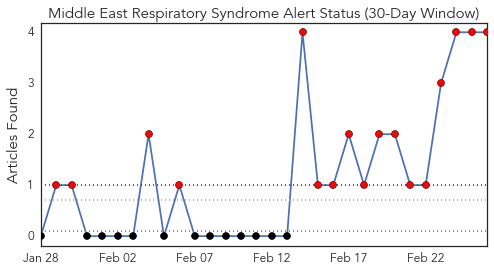 Middle East Respiratory Syndrome Alert Status (30-Day Window)
Articles Found
4
3
2
1
0
Jan 28
Feb 02
Feb 07
Feb 12
Feb 17
Feb 22